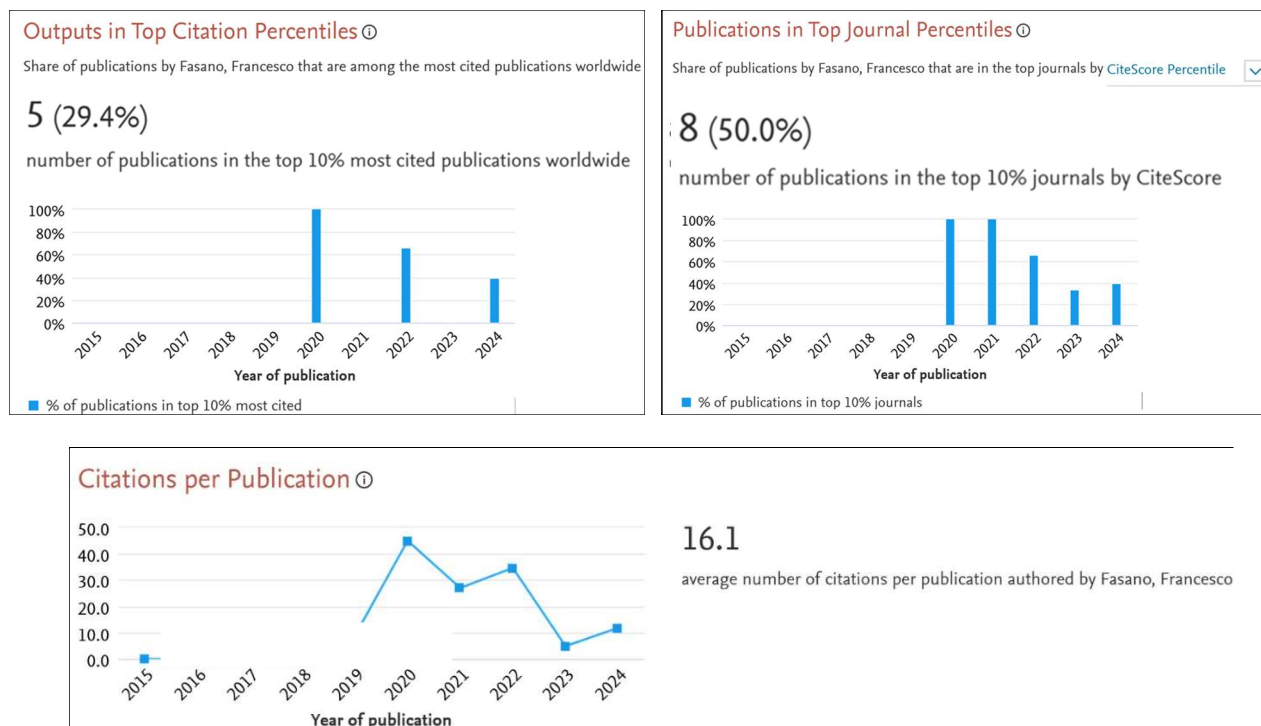 Outputs in Top Citation Percentiles
Share of publications by Fasano, Francesco that are among the most cited publications worldwide
5 (29.4%)
number of publications in the top 10% most cited publications worldwide
100%
80%
60%
40%
20%
0%
2015 2016 2017 2018 2019 2020 2021 2022 2023 2024
Year of publication
% of publications in top 10% most cited
Publications in Top Journal Percentiles
Share of publications by Fasano, Francesco that are in the top journals by CiteScore Percentile
8 (50.0%)
number of publications in the top 10% journals by CiteScore
100%
80%
60%
40%
20%
0%
2015 2016 2017 2018 2019 2020 2021 2022 2023 2024
Year of publication
% of publications in top 10% journals
Citations per Publication
50.0
40.0
30.0
20.0
10.0
0.0
2015 2016 2017 2018 2019 2020 2021 2022 2023 2024
Year of publication
16.1
average number of citations per publication authored by Fasano, Francesco